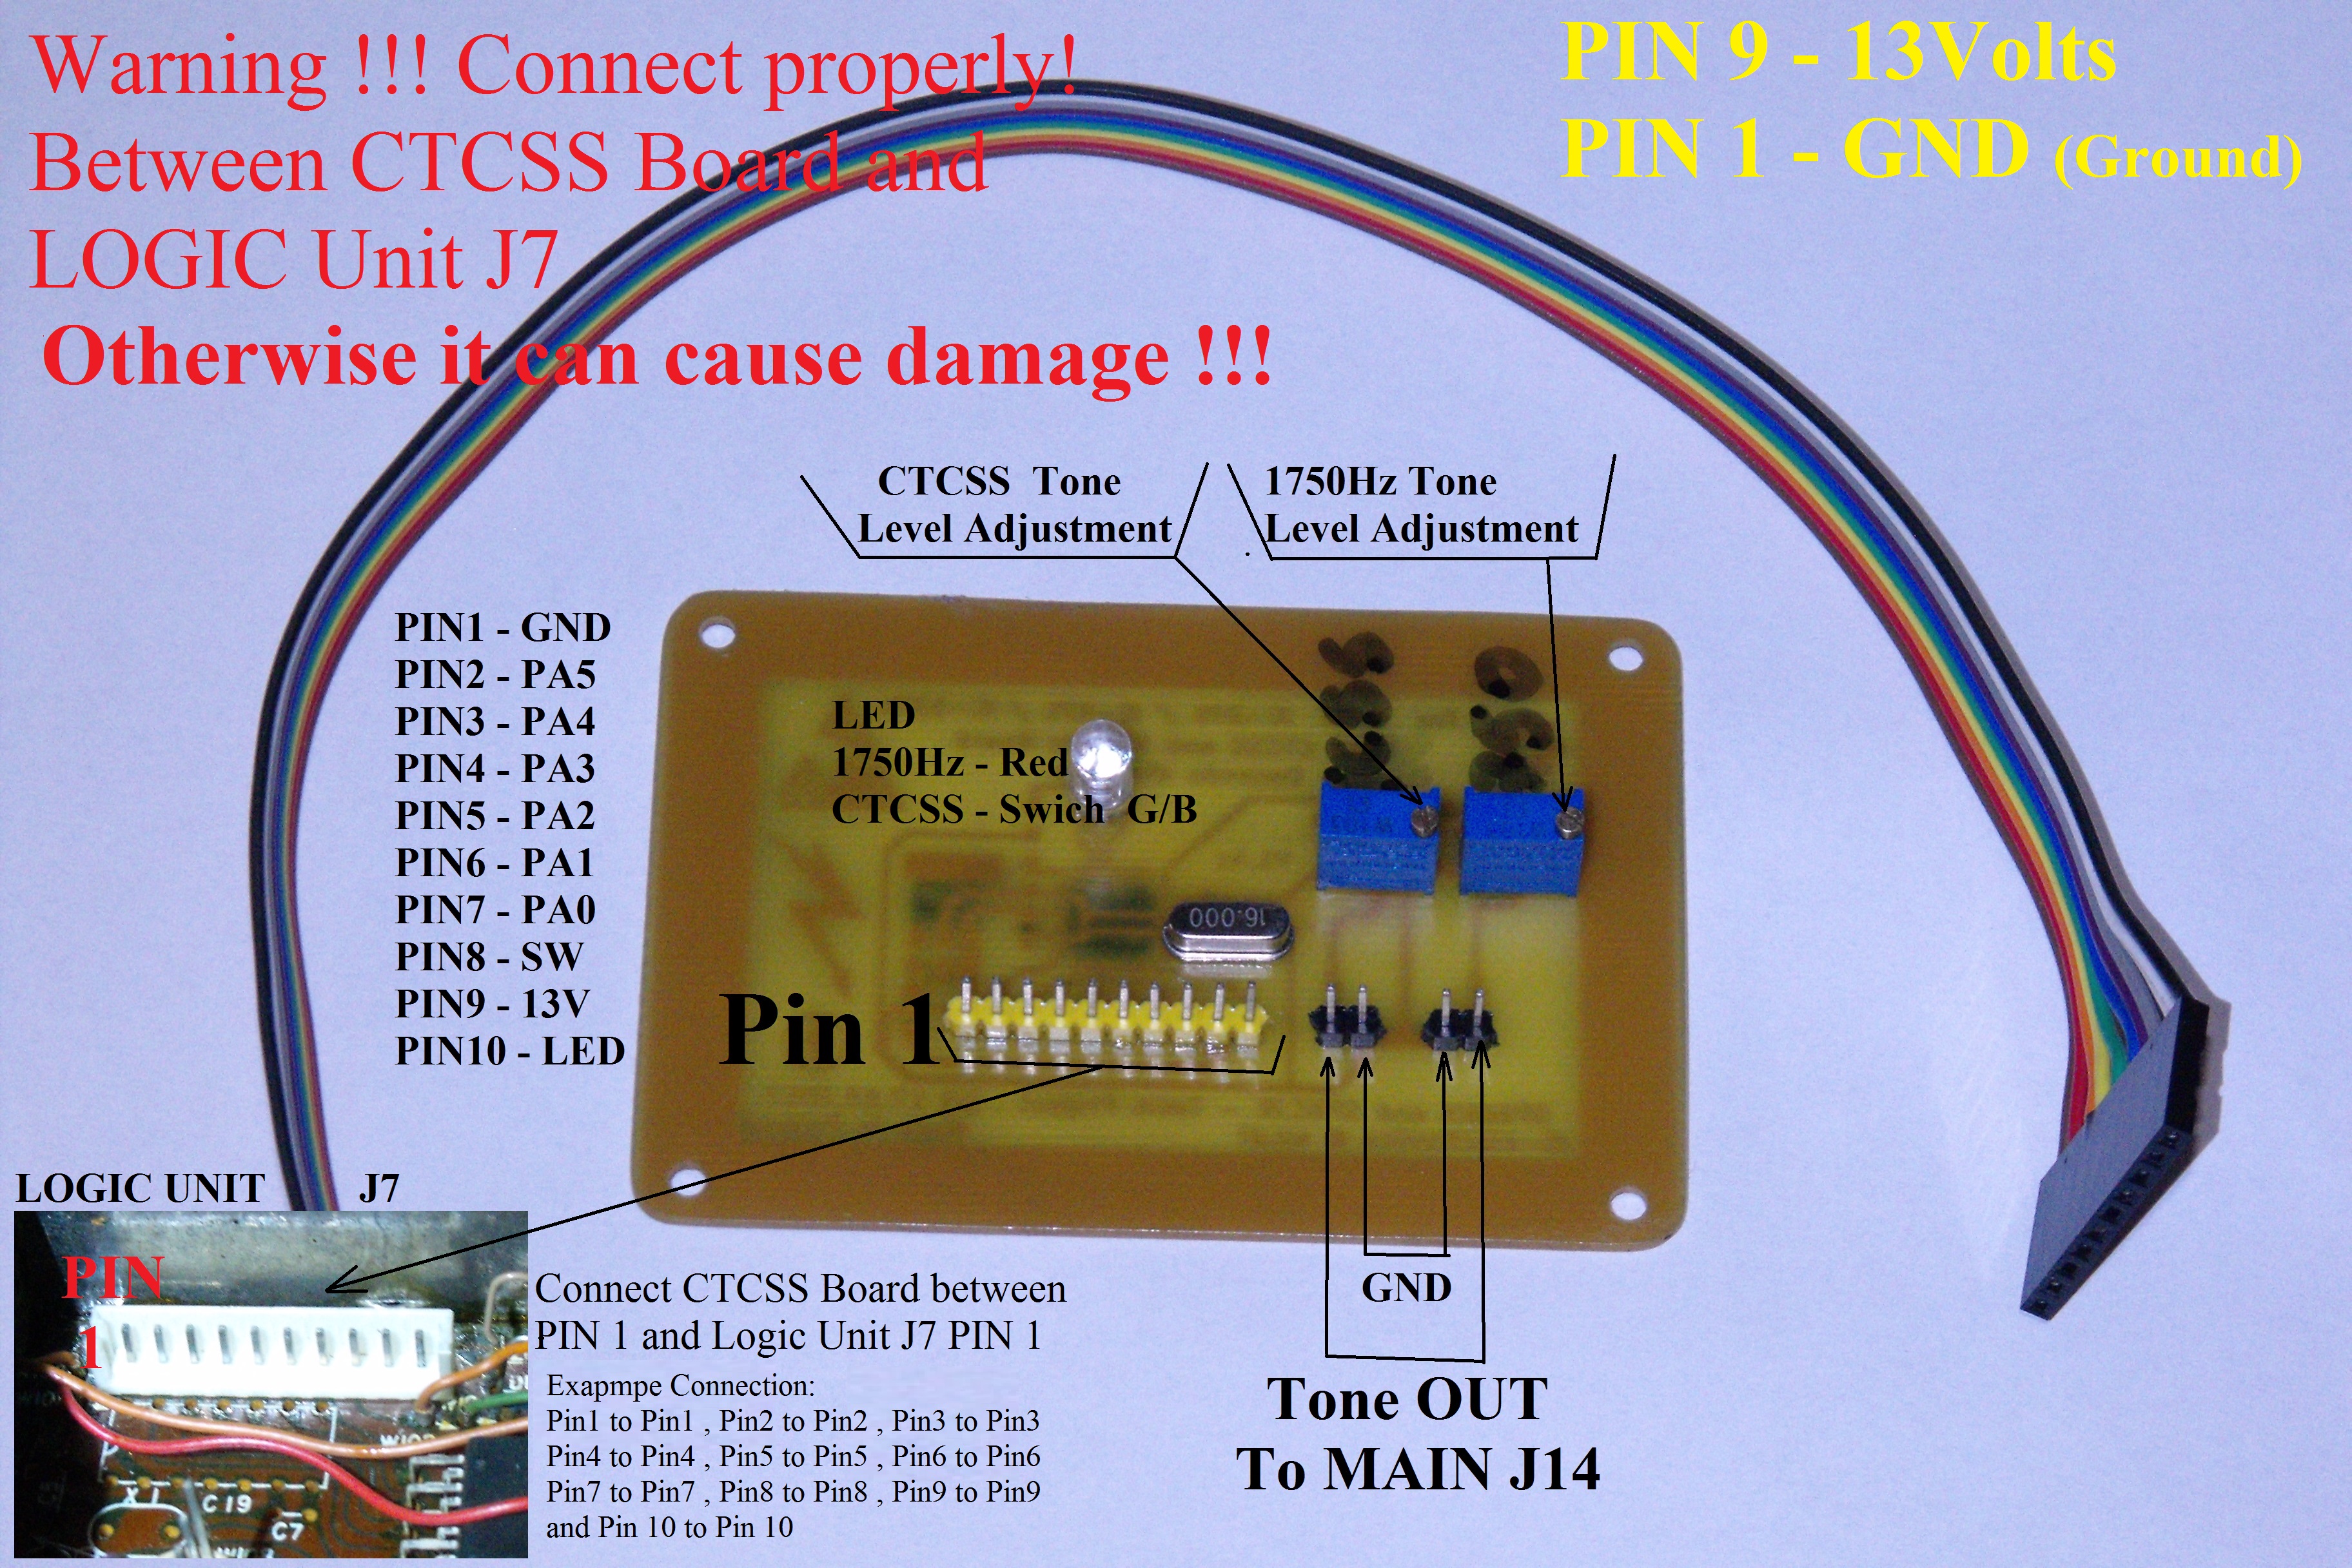 Warning !!! Connect properly!
Between CTCSS Board and
LOGIC Unit J7
Otherwise it can cause damage !!!
PIN 9 - 13Volts
PIN 1 - GND (Ground)
CTCSS Tone
Level Adjustment
1750Hz Tone
Level Adjustment
PIN1 - GND
PIN2 - PA5
PIN3 - PA4
PIN4 - PA3
PIN5 - PA2
PIN6 - PA1
PIN7 - PA0
PIN8 - SW
PIN9 - 13V
PIN10 - LED
LED
1750Hz - Red
CTCSS - Swich G/B
16.000
Pin 1
LOGIC UNIT J7
PIN
1
X1
C19
C7
Connect CTCSS Board between
PIN 1 and Logic Unit J7 PIN 1
Exapmpe Connection:
Pin1 to Pin1 , Pin2 to Pin2 , Pin3 to Pin3
Pin4 to Pin4 , Pin5 to Pin5 , Pin6 to Pin6
Pin7 to Pin7 , Pin8 to Pin8 , Pin9 to Pin9
and Pin 10 to Pin 10
GND
Tone OUT
To MAIN J14